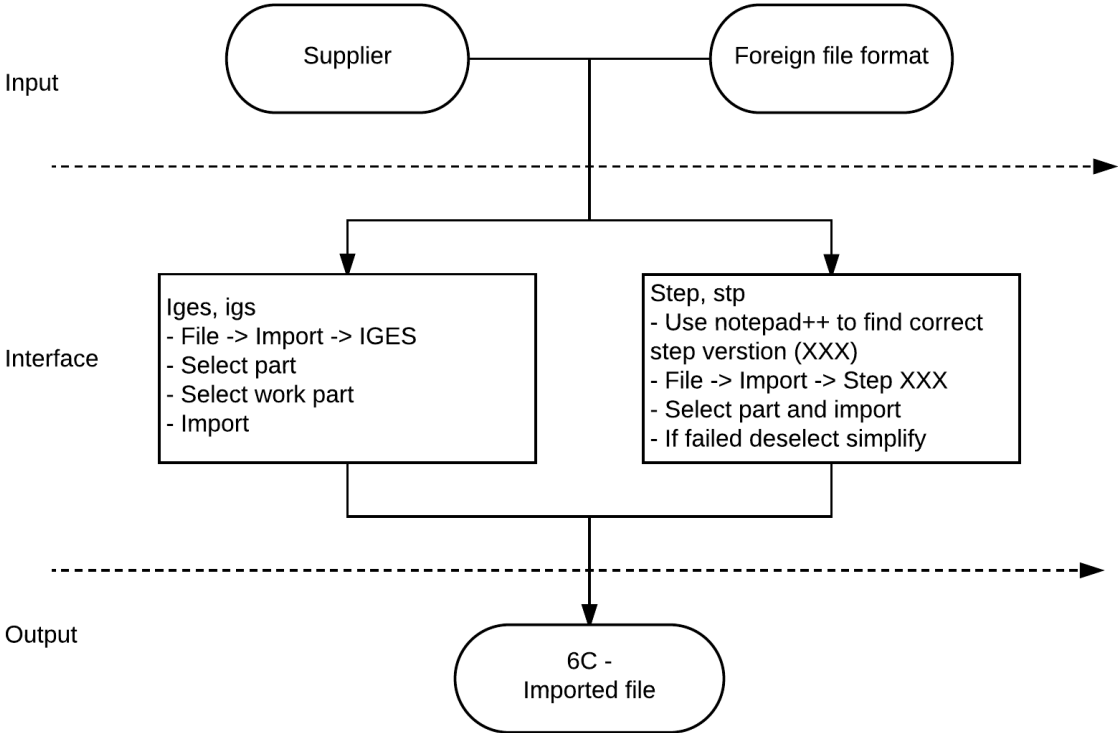 Supplier
Foreign file format
Input
Iges, igs
- File -> Import -> IGES
- Select part
- Select work part
- Import
Step, stp
- Use notepad++ to find correct
step verstion (XXX)
- File -> Import -> Step XXX
- Select part and import
- If failed deselect simplify
Interface
Output
6C -
Imported file